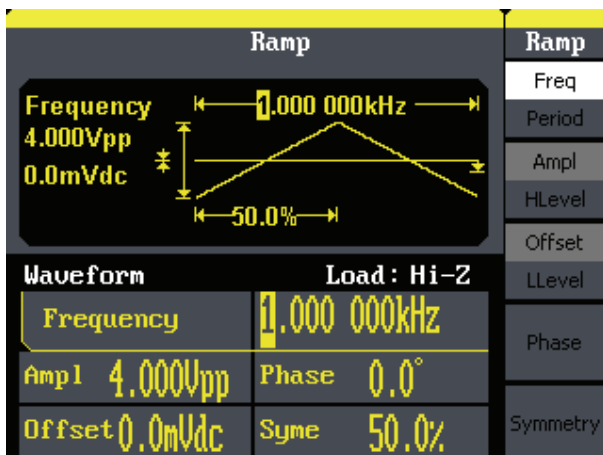 Ramp
Frequency
1.000 000kHz
4.000Vpp
0.0mVdc
50.0%
Waveform
Load: Hi-Z
Frequency
1.000 000kHz
Ampl 4.000Vpp
Phase 0.0°
Offset 0.0mVdc
Syme 50.0%
Ramp
Freq
Period
Ampl
HLevel
Offset
LLevel
Phase
Symmetry